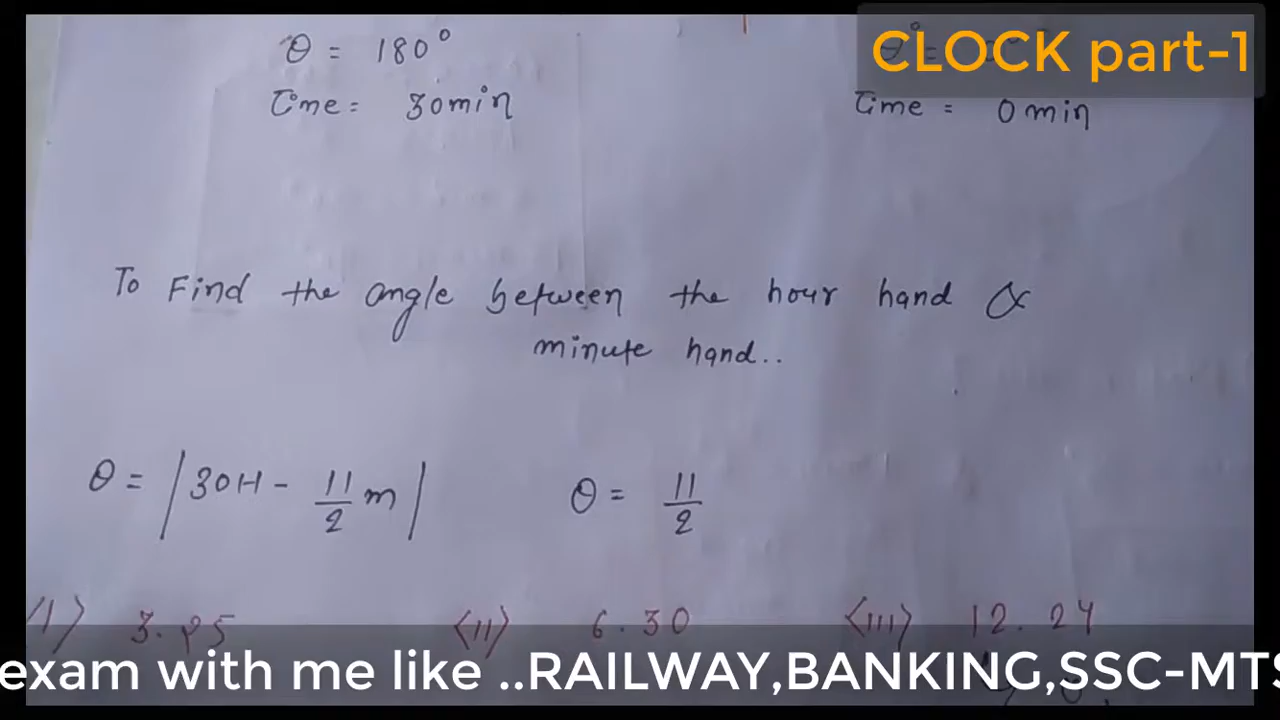 CLOCK part-1
θ = 180°
Time = 30min
Time = 0 min
To Find the angle between the hour hand &
minute hand..
θ = |30H - 11/2 m|
θ = 11/2
<I> 3.25
<II> 6.30
<III> 12.24
exam with me like ..RAILWAY,BANKING,SSC-MTS